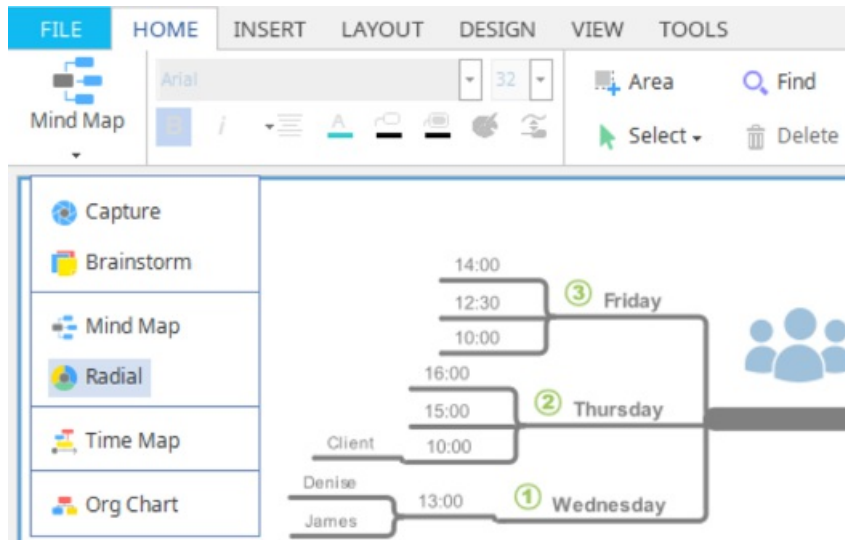 FILE HOME INSERT LAYOUT DESIGN VIEW TOOLS
Mind Map
Arial 32
B i A
Area
Find
Select
Delete
Capture
Brainstorm
Mind Map
Radial
Time Map
Org Chart
14:00
12:30
10:00
3 Friday
16:00
15:00
Client 10:00
2 Thursday
Denise
James
13:00
1 Wednesday